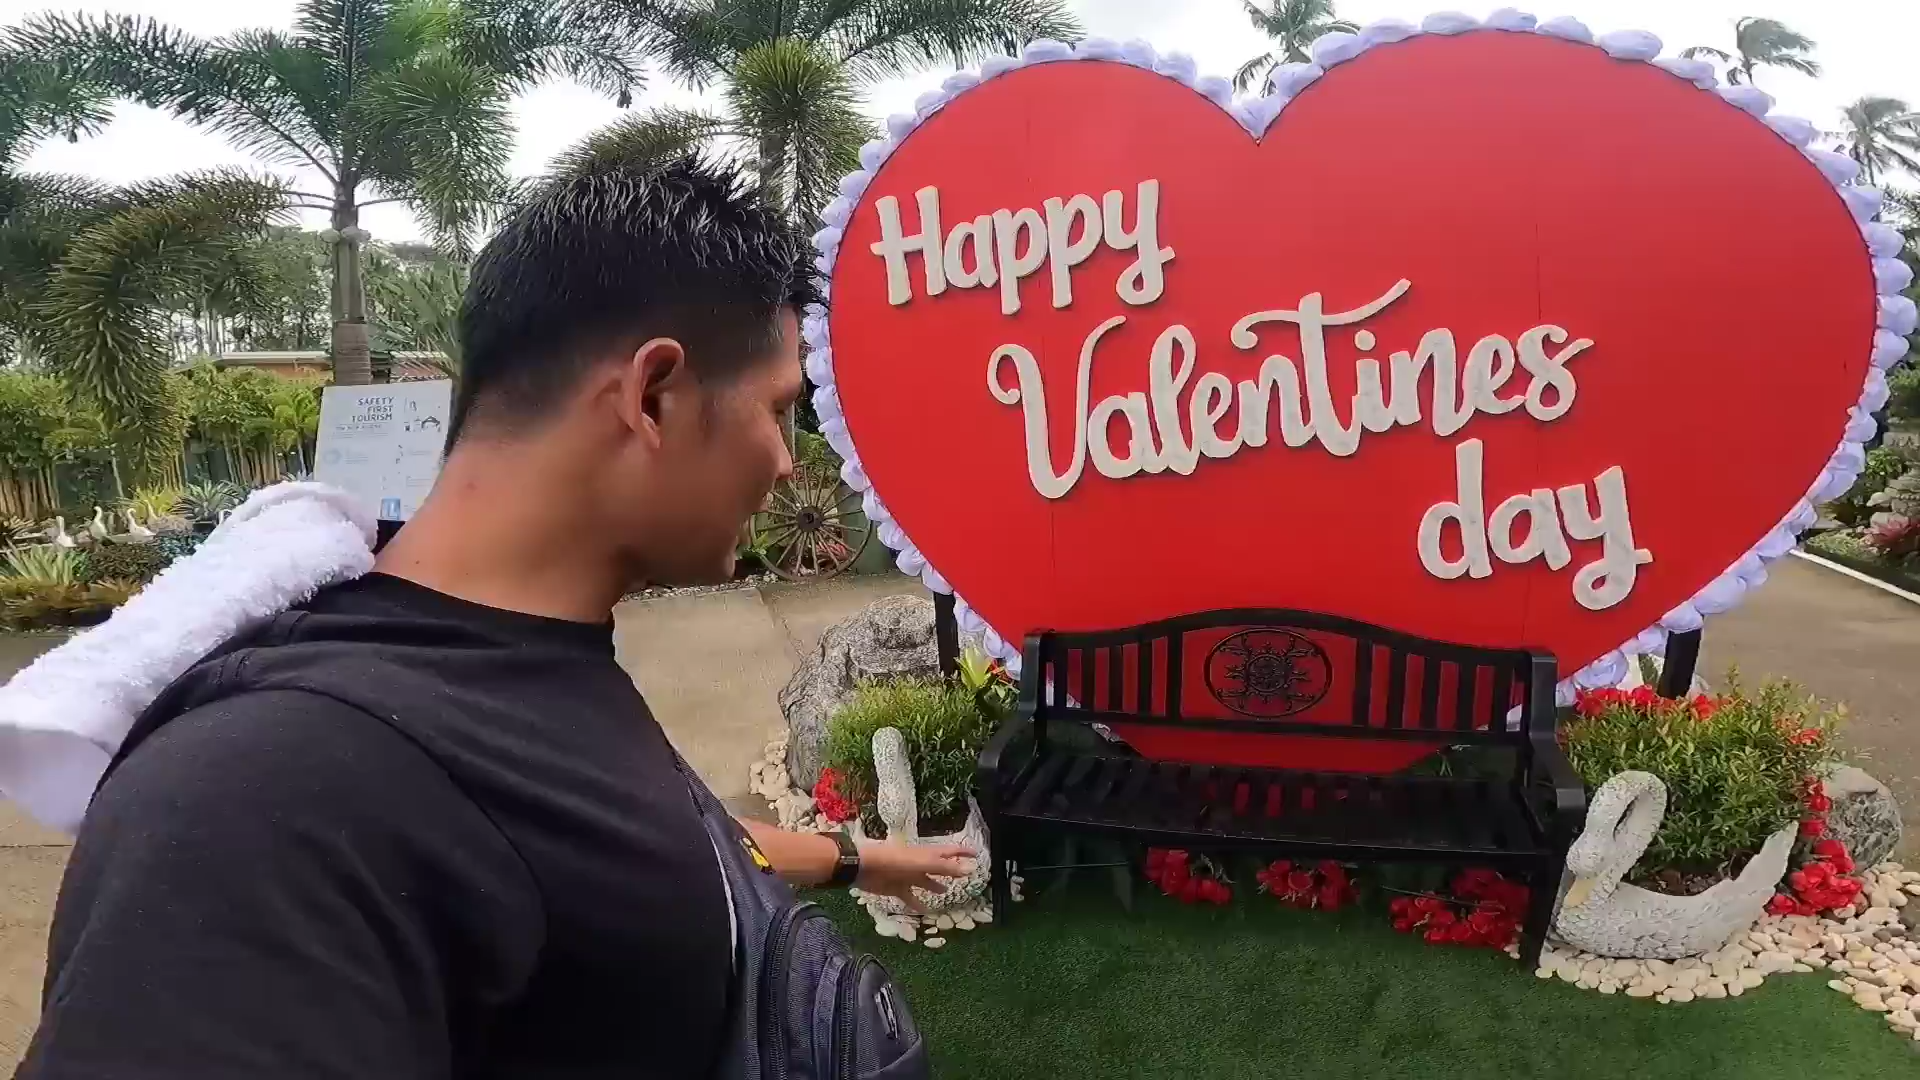 Happy
Valentines
day
SAFETY
FIRST
TOURISM